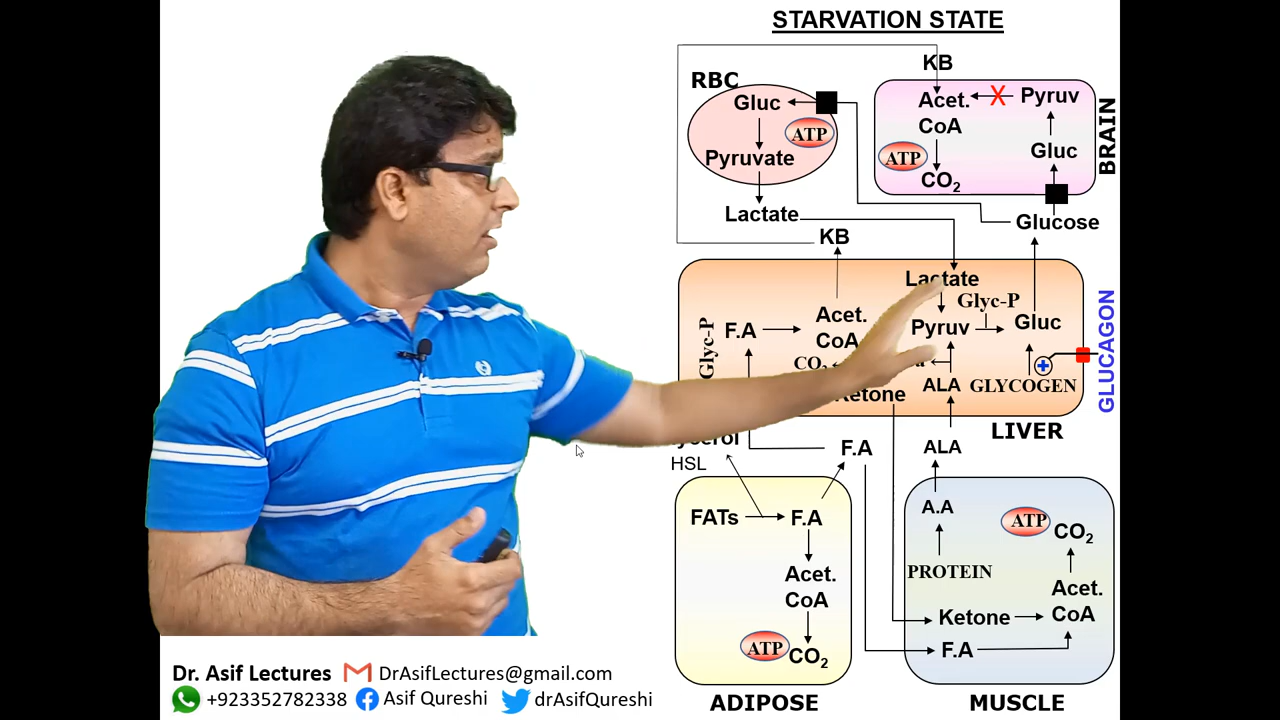 STARVATION STATE
KB
RBC
Gluc
ATP
Pyruvate
Lactate
Acet. CoA
Pyruv
ATP
Gluc
CO2
BRAIN
Glucose
KB
Lactate
Glyc-P
Glyc-P
F.A
Acet.
CoA
Pyruv
Gluc
CO2
ALA
GLYCOGEN
GLUCAGON
LIVER
HSL
F.A
ALA
FATs
F.A
Acet.
CoA
ATP
CO2
ADIPOSE
A.A
PROTEIN
ATP
CO2
Acet.
CoA
Ketone
F.A
MUSCLE
Dr. Asif Lectures
DrAsifLectures@gmail.com
+923352782338
Asif Qureshi
drAsifQureshi